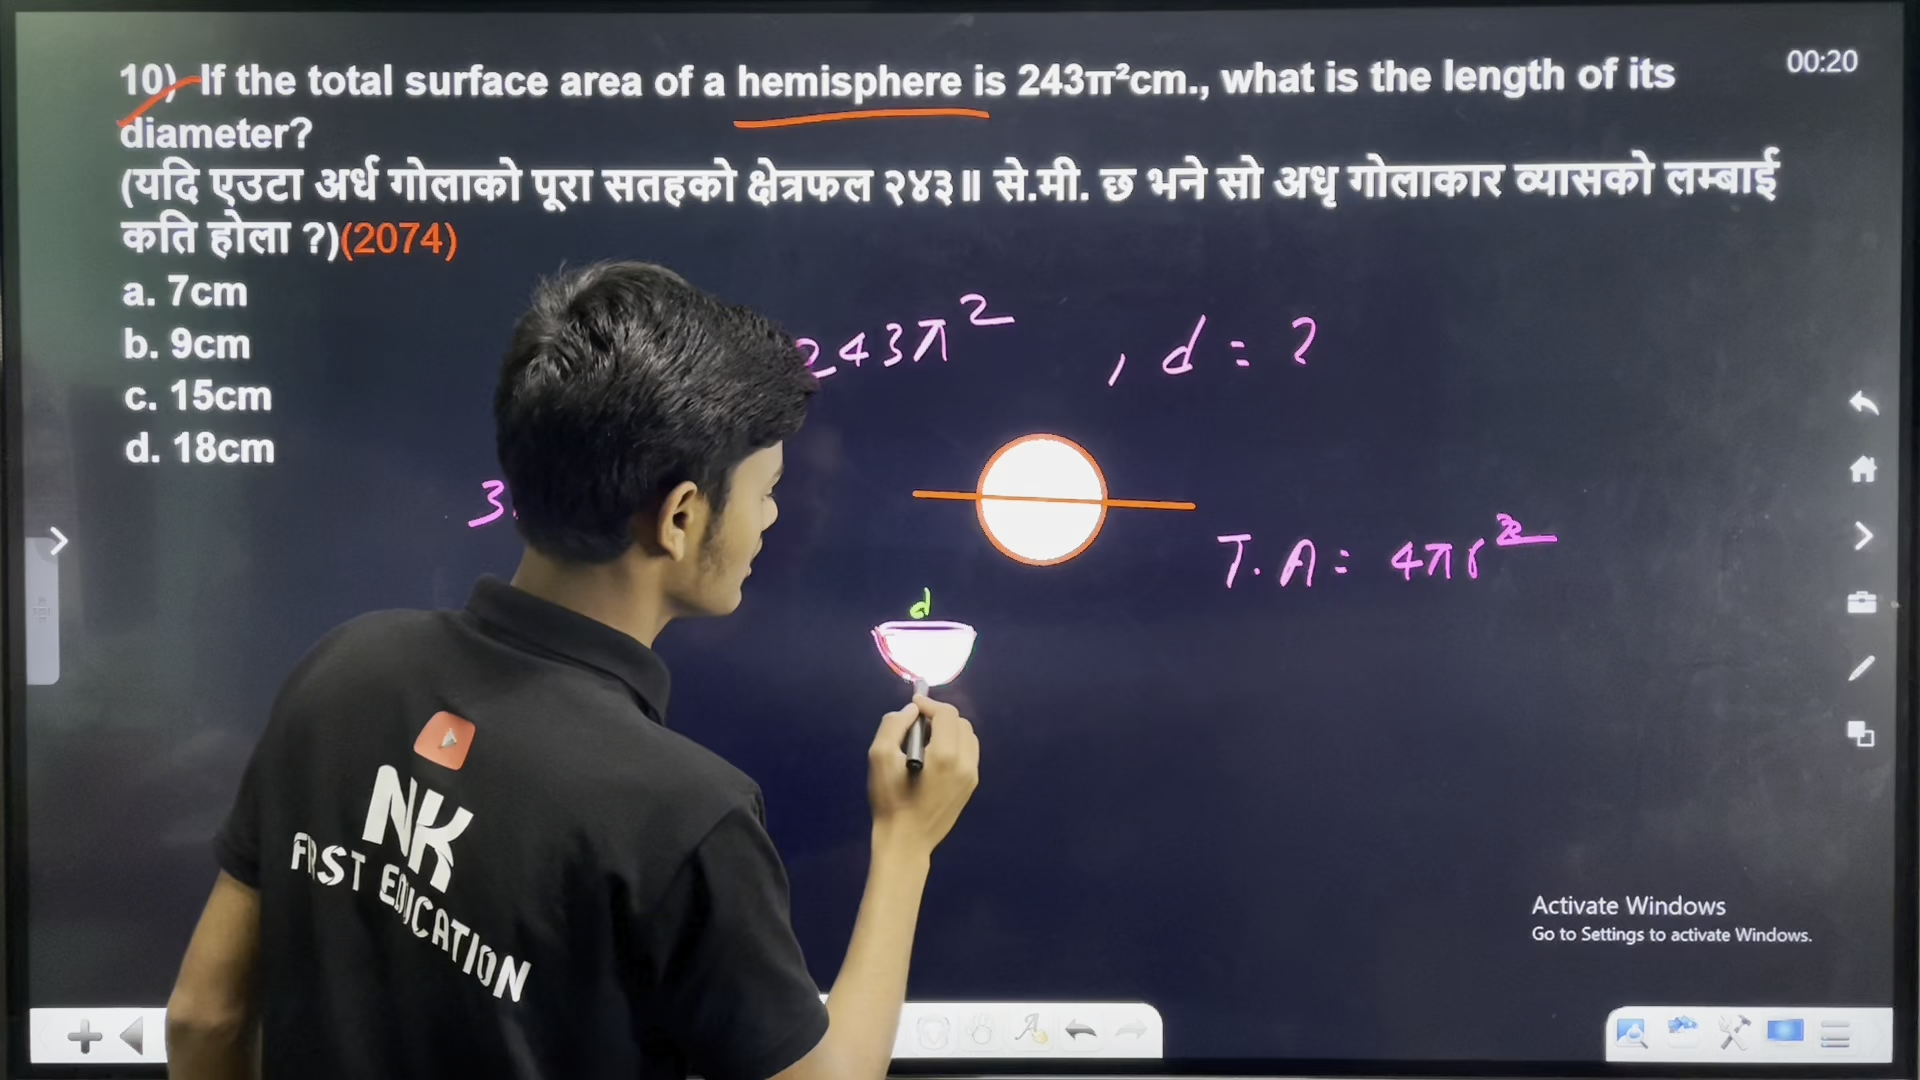 00:20
10) If the total surface area of a hemisphere is 243π²cm., what is the length of its
diameter?
(यदि एउटा अर्ध गोलाको पूरा सतहको क्षेत्रफल २४३॥ से.मी. छ भने सो अधृ गोलाकार व्यासको लम्बाई
कति होला ?)(2074)
a. 7cm
b. 9cm
c. 15cm
d. 18cm
243π² , d = ?
3
T.A = 4πr²
d
NK
FIRST EDUCATION
Activate Windows
Go to Settings to activate Windows.